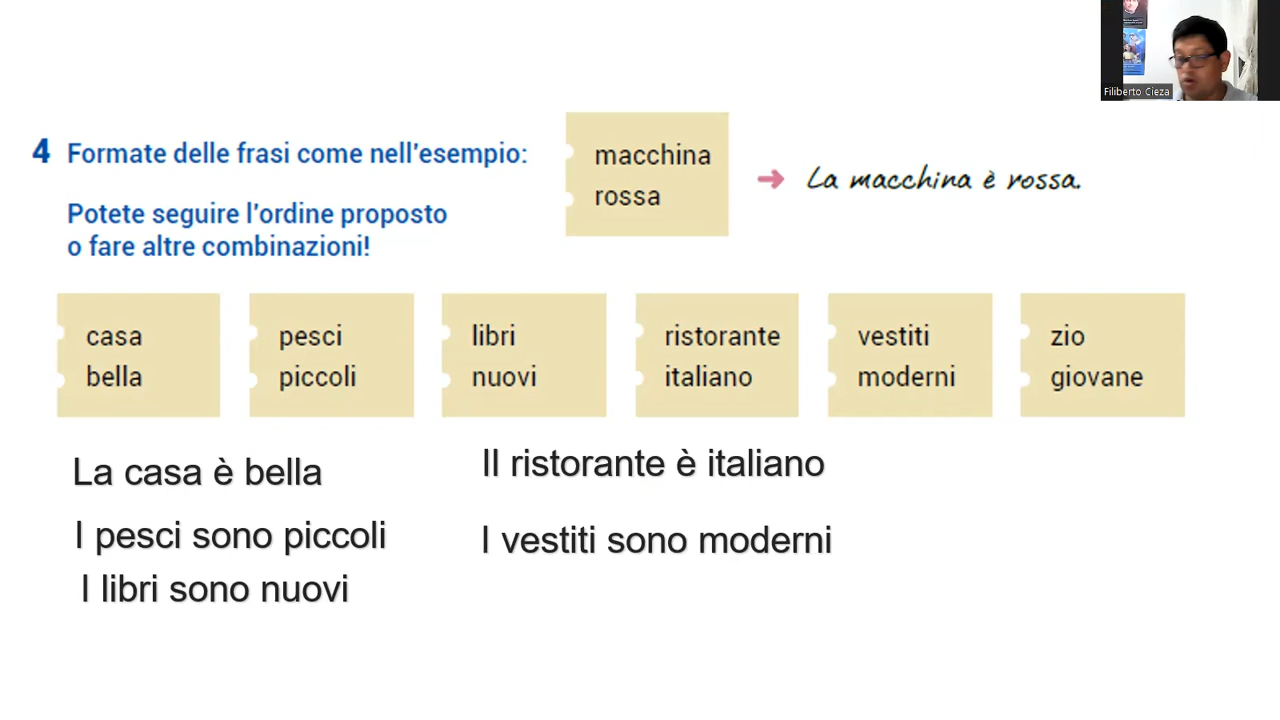 Filiberto Cieza
4 Formate delle frasi come nell'esempio:
Potete seguire l'ordine proposto
o fare altre combinazioni!
macchina
rossa
→ La macchina è rossa.
casa
bella
pesci
piccoli
libri
nuovi
ristorante
italiano
vestiti
moderni
zio
giovane
La casa è bella
I pesci sono piccoli
I libri sono nuovi
Il ristorante è italiano
I vestiti sono moderni